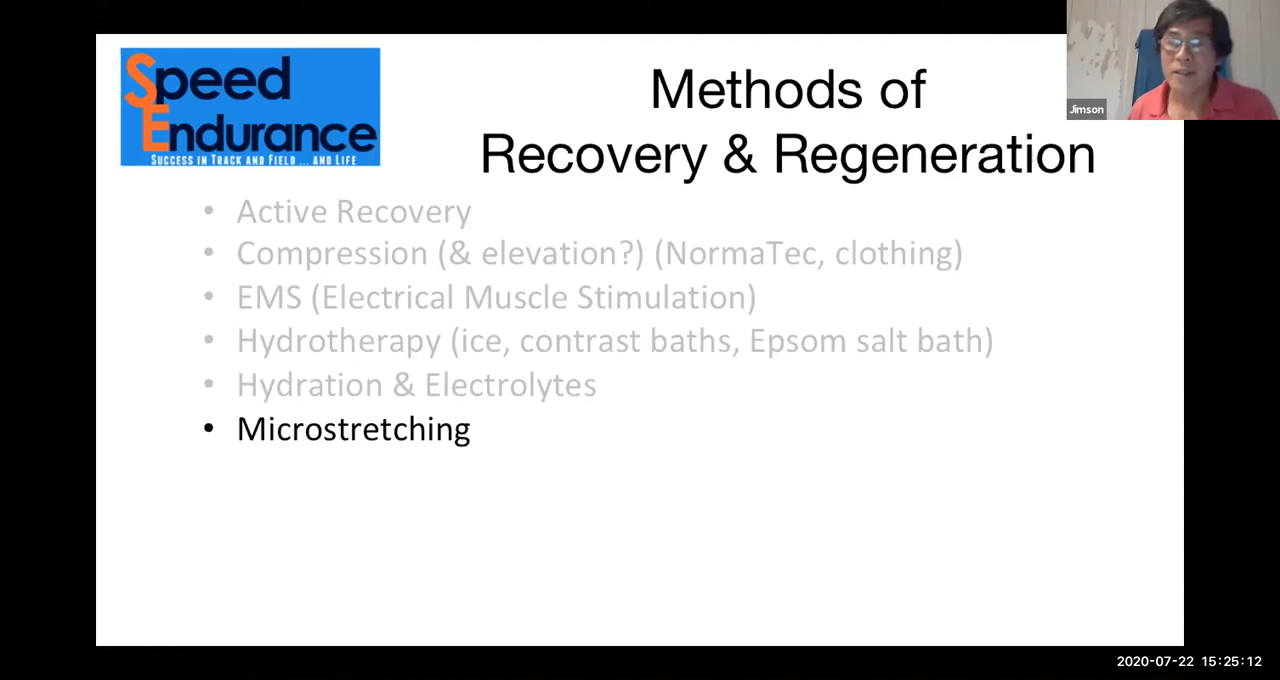 Speed
Endurance
SUCCESS IN TRACK AND FIELD ... AND LIFE
Methods of
Recovery & Regeneration
Jimson
• Active Recovery
• Compression (& elevation?) (NormaTec, clothing)
• EMS (Electrical Muscle Stimulation)
• Hydrotherapy (ice, contrast baths, Epsom salt bath)
• Hydration & Electrolytes
• Microstretching
2020-07-22 15:25:12